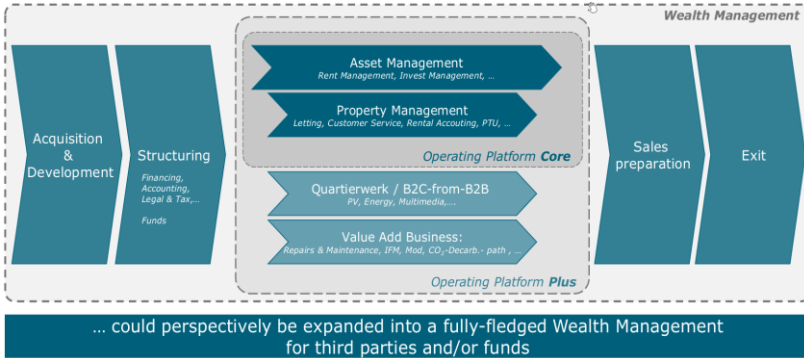 Wealth Management
Acquisition
&
Development
Structuring
Financing,
Accounting,
Legal & Tax,...
Funds
Asset Management
Rent Management, Invest Management, ...
Property Management
Letting, Customer Service, Rental Accouting, PTU, ...
Operating Platform Core
Quartierwerk / B2C-from-B2B
PV, Energy, Multimedia,....
Value Add Business:
Repairs & Maintenance, IFM, Mod, CO₂-Decarb.- path , ...
Operating Platform Plus
Sales
preparation
Exit
... could perspectively be expanded into a fully-fledged Wealth Management
for third parties and/or funds